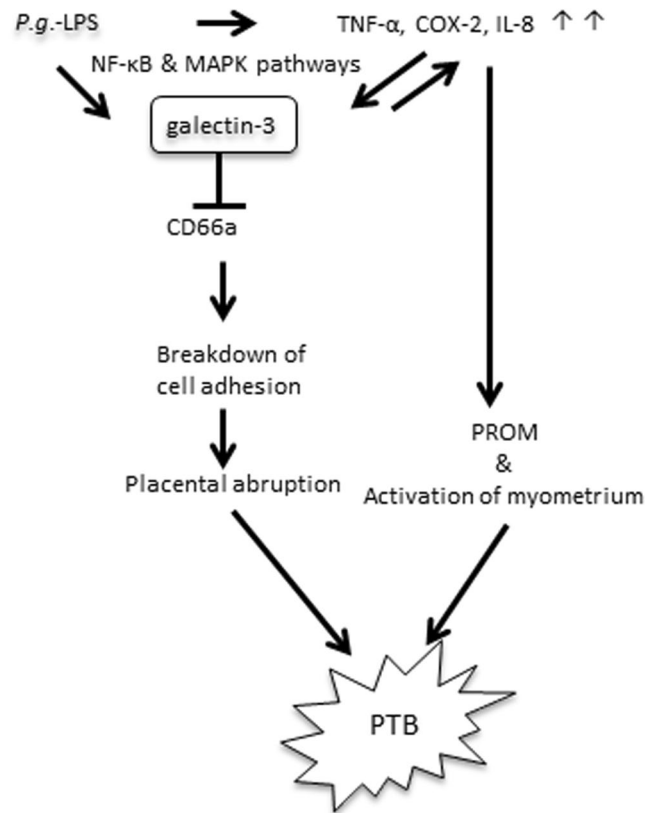 P.g.-LPS
TNF-α, COX-2, IL-8 ↑ ↑
NF-κB & MAPK pathways
galectin-3
CD66a
Breakdown of
cell adhesion
Placental abruption
PROM
&
Activation of myometrium
PTB